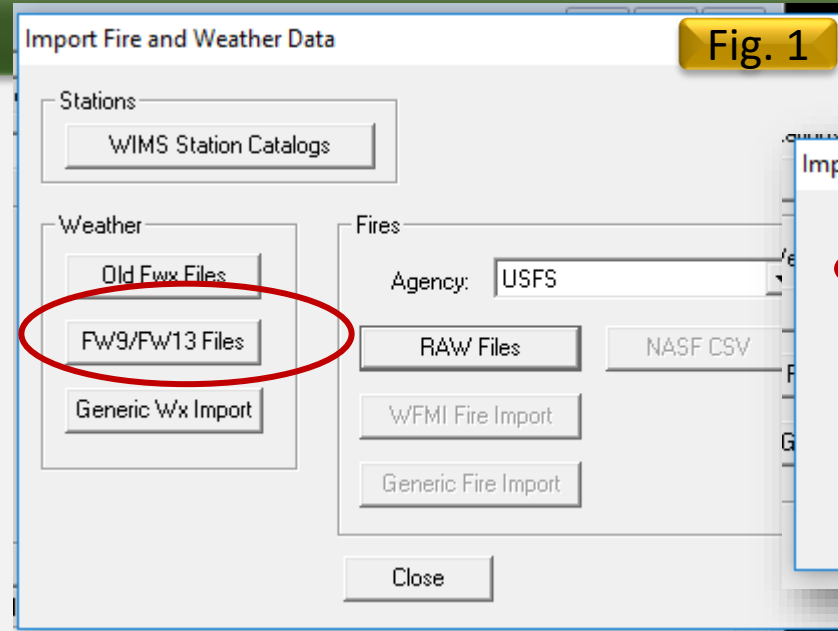 Import Fire and Weather Data
Fig. 1
Stations
WIMS Station Catalogs
Weather
Old Fwx Files
FW9/FW13 Files
Generic Wx Import
Fires
Agency: USFS
RAW Files
NASF CSV
WFMI Fire Import
Generic Fire Import
Close
Imp